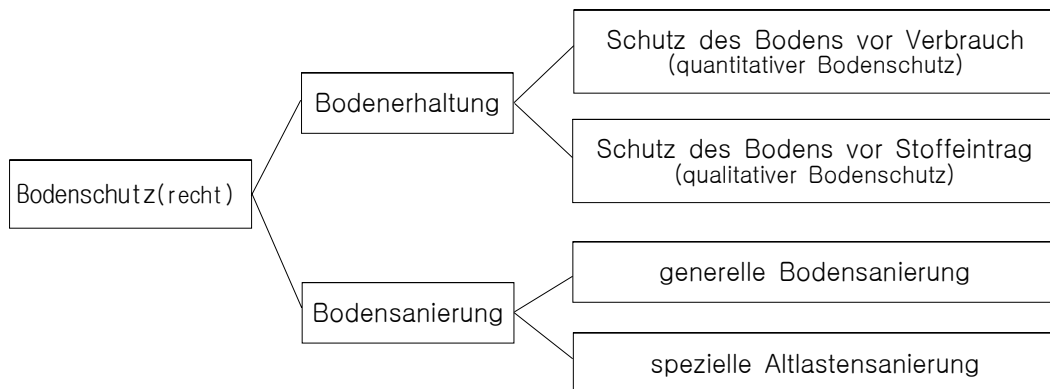 Bodenschutz(recht)
Bodenerhaltung
Schutz des Bodens vor Verbrauch
(quantitativer Bodenschutz)
Schutz des Bodens vor Stoffeintrag
(qualitativer Bodenschutz)
Bodensanierung
generelle Bodensanierung
spezielle Altlastensanierung